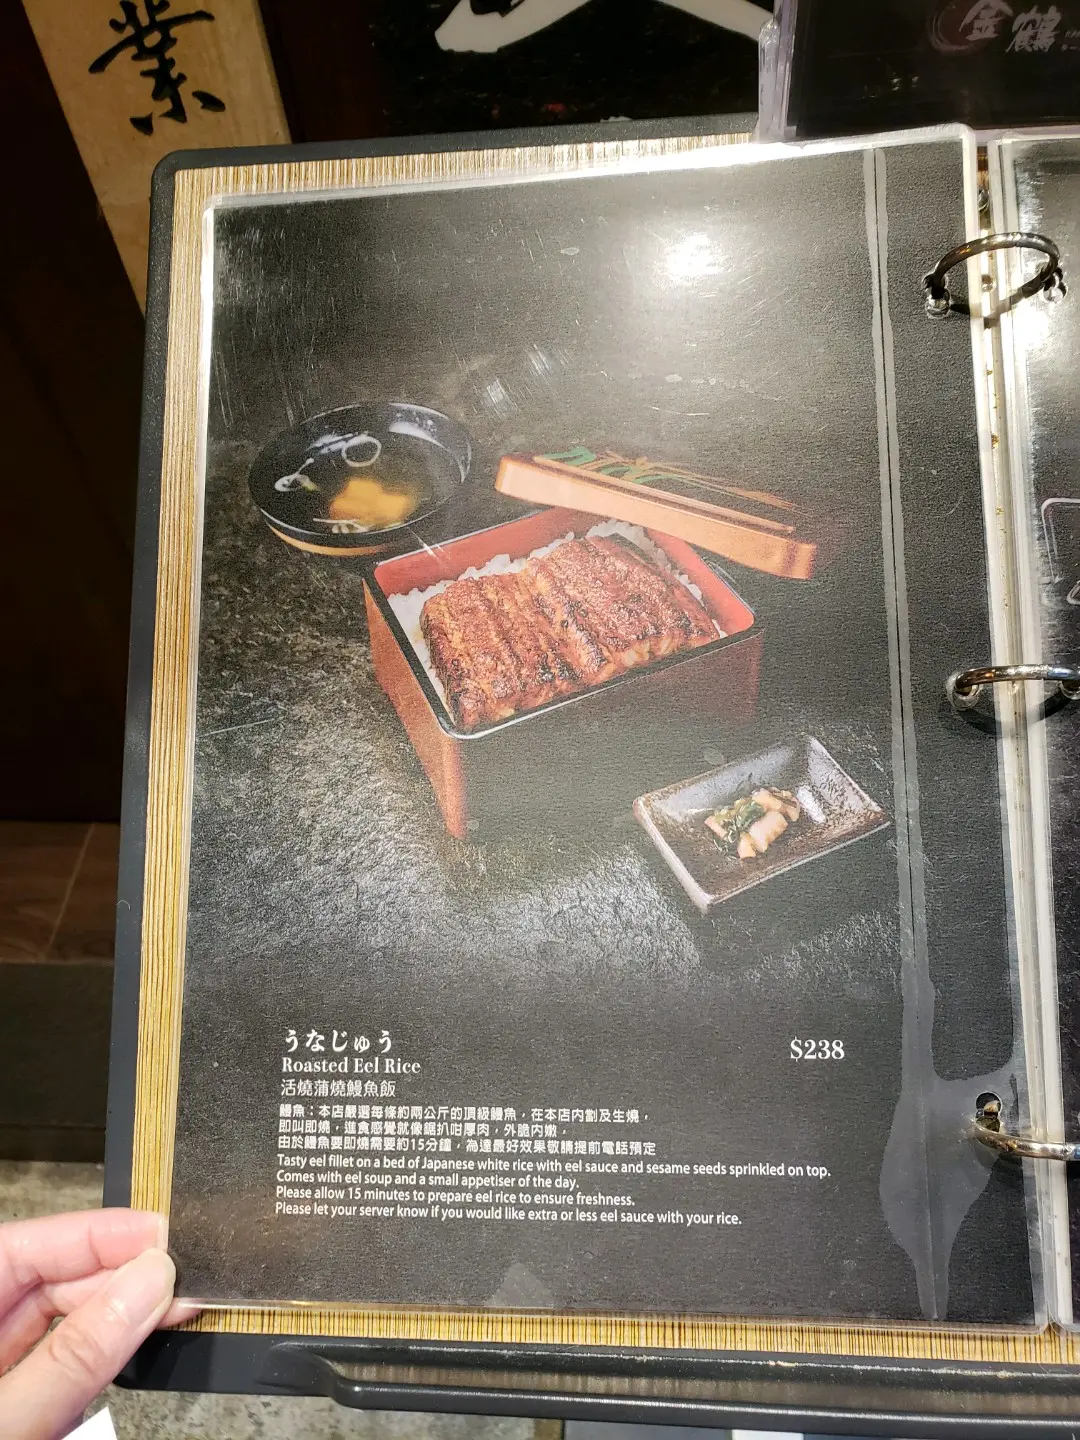 業
金鶴
うなじゅう
$238
Roasted Eel Rice
活燒蒲燒鰻魚飯
鰻魚：本店嚴選每條約兩公斤的頂級鰻魚，在本店内劏及生燒，
即叫即燒，進食感覺就像鋸扒咁厚肉，外脆内嫩，
由於鰻魚要即燒需要約15分鐘，為達最好效果敬請提前電話預定
Tasty eel fillet on a bed of Japanese white rice with eel sauce and sesame seeds sprinkled on top.
Comes with eel soup and a small appetiser of the day.
Please allow 15 minutes to prepare eel rice to ensure freshness.
Please let your server know if you would like extra or less eel sauce with your rice.